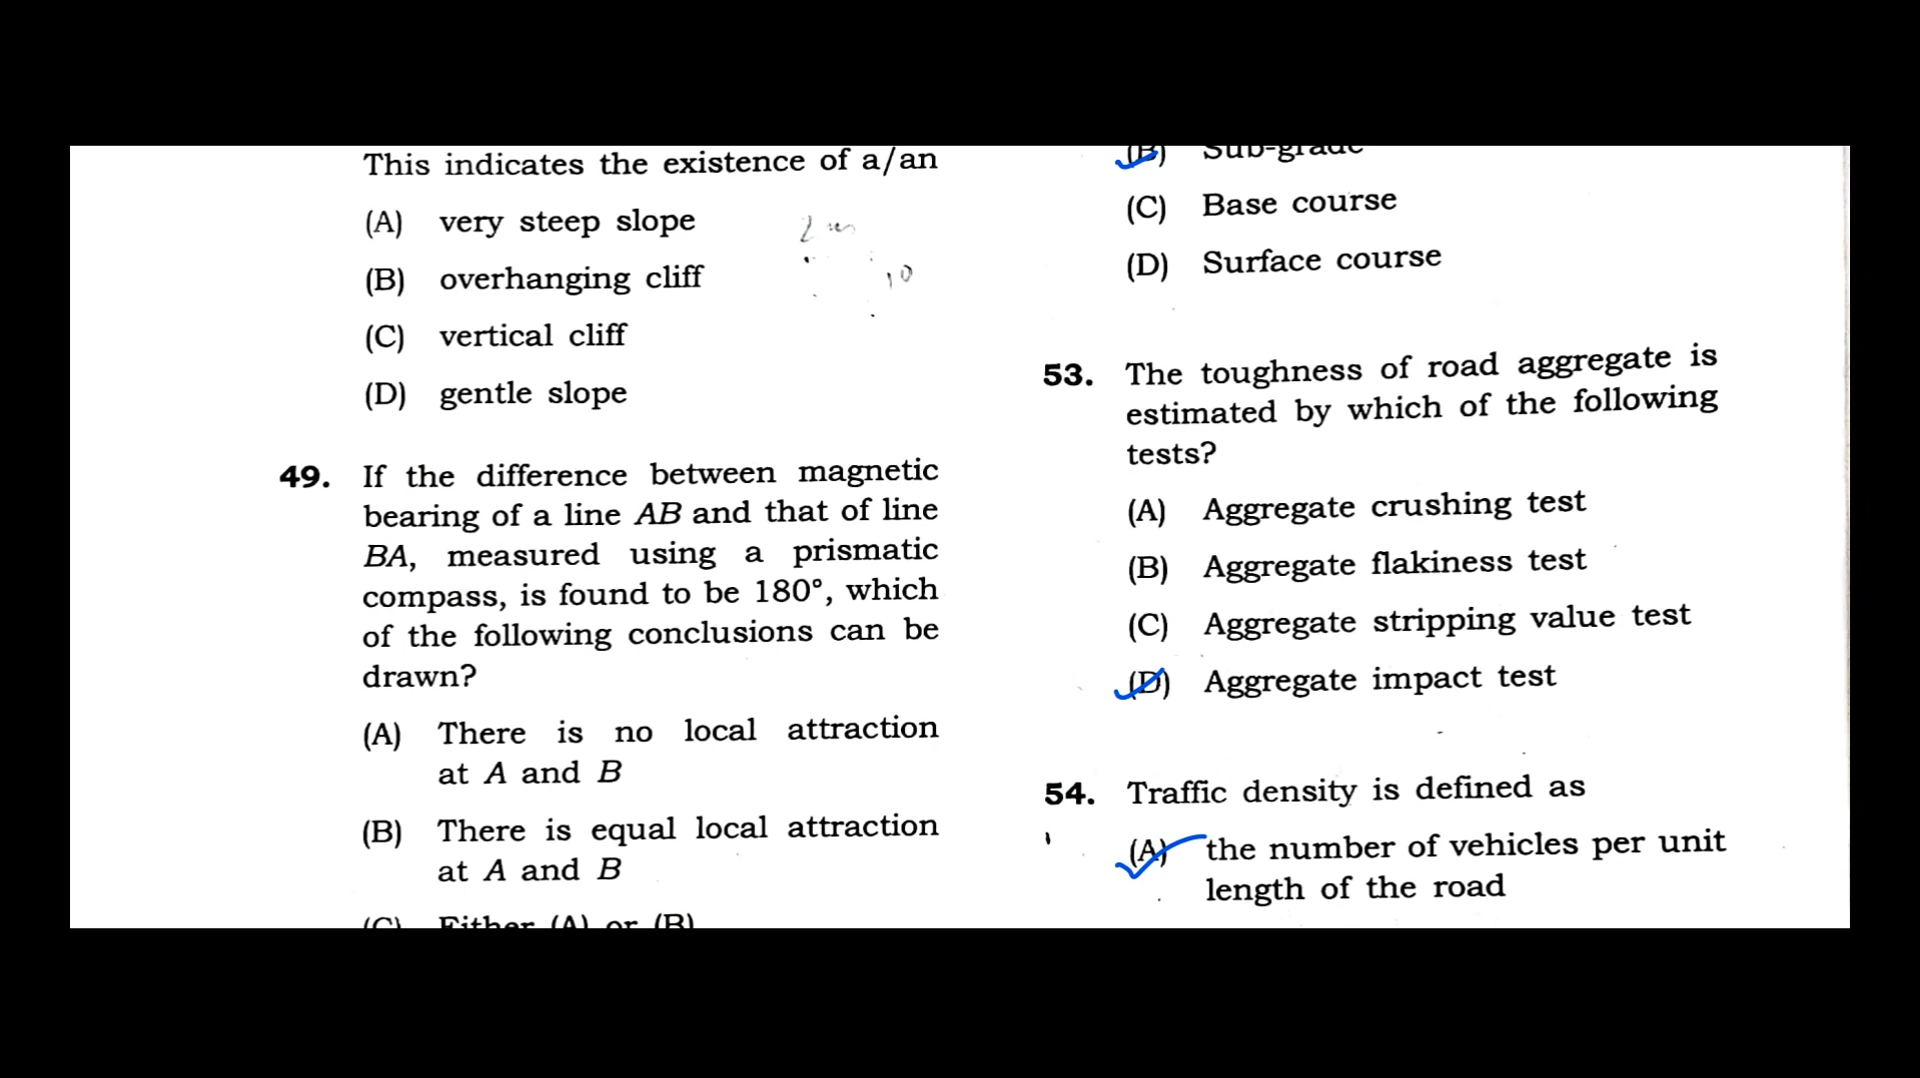 This indicates the existence of a/an
(A) very steep slope
(B) overhanging cliff
(C) vertical cliff
(D) gentle slope
49. If the difference between magnetic
bearing of a line AB and that of line
BA, measured using a prismatic
compass, is found to be 180°, which
of the following conclusions can be
drawn?
(A) There is no local attraction
at A and B
(B) There is equal local attraction
at A and B
(C) Either (A) or (B)
(B) Sub-grade
(C) Base course
(D) Surface course
53. The toughness of road aggregate is
estimated by which of the following
tests?
(A) Aggregate crushing test
(B) Aggregate flakiness test
(C) Aggregate stripping value test
(D) Aggregate impact test
54. Traffic density is defined as
(A) the number of vehicles per unit
length of the road